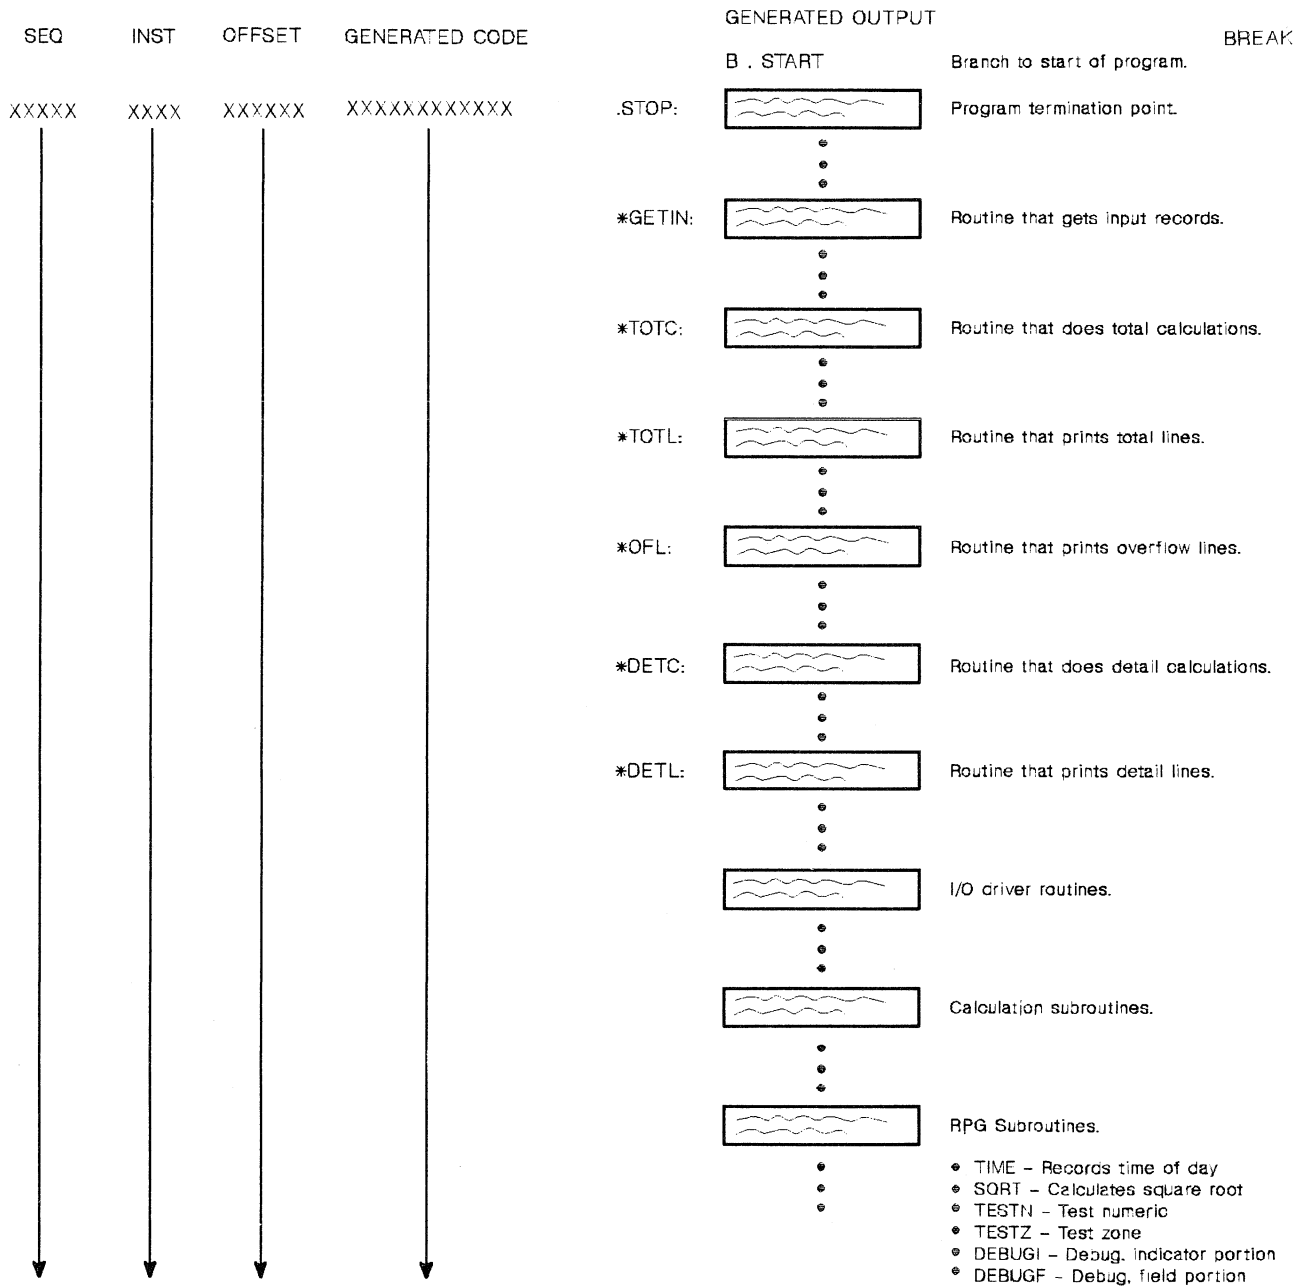 GENERATED OUTPUT
SEQ INST OFFSET GENERATED CODE BREAK
B . START Branch to start of program.
XXXXX XXXX XXXXXX XXXXXXXXXXXX .STOP: Program termination point.
*GETIN: Routine that gets input records.
*TOTC: Routine that does total calculations.
*TOTL: Routine that prints total lines.
*OFL: Routine that prints overflow lines.
*DETC: Routine that does detail calculations.
*DETL: Routine that prints detail lines.
I/O driver routines.
Calculation subroutines.
RPG Subroutines.
• TIME – Records time of day
• SQRT – Calculates square root
• TESTN – Test numeric
• TESTZ – Test zone
• DEBUGI – Debug, indicator portion
• DEBUGF – Debug, field portion